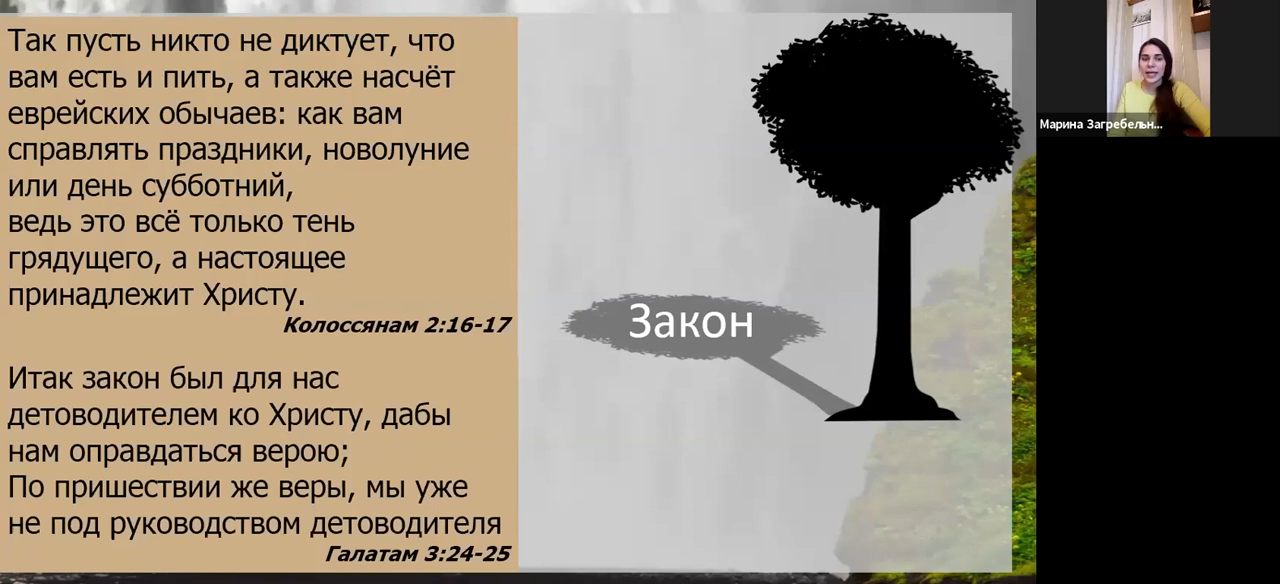 Так пусть никто не диктует, что
вам есть и пить, а также насчёт
еврейских обычаев: как вам
справлять праздники, новолуние
или день субботний,
ведь это всё только тень
грядущего, а настоящее
принадлежит Христу.
Колоссянам 2:16-17
Итак закон был для нас
детоводителем ко Христу, дабы
нам оправдаться верою;
По пришествии же веры, мы уже
не под руководством детоводителя
Галатам 3:24-25
Закон
Марина Загребельн...